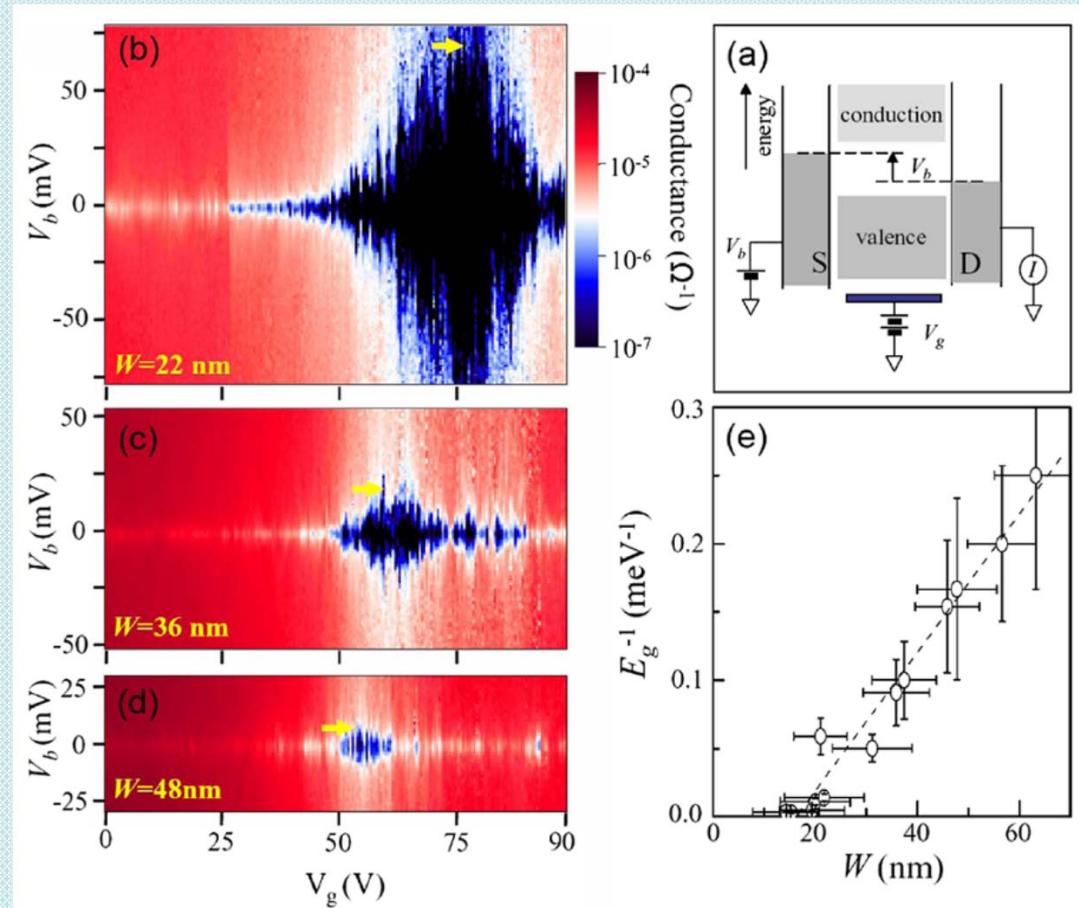 (b)
50
0
-50
V_b (mV)
W=22 nm
10^-4
10^-5
10^-6
10^-7
Conductance (Ω^-1)
(a)
energy
conduction
V_b
valence
V_b
S
D
I
V_g
(c)
50
0
-50
V_b (mV)
W=36 nm
(d)
25
0
-25
V_b (mV)
W=48nm
0
25
50
75
90
V_g (V)
(e)
0.3
0.2
0.1
0.0
E_g^-1 (meV^-1)
0
20
40
60
W (nm)